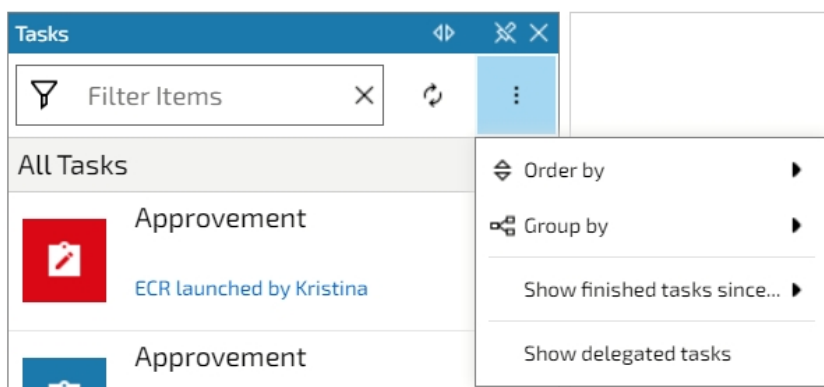 Tasks
Filter Items
All Tasks
Approvement
ECR launched by Kristina
Approvement
Order by
Group by
Show finished tasks since...
Show delegated tasks